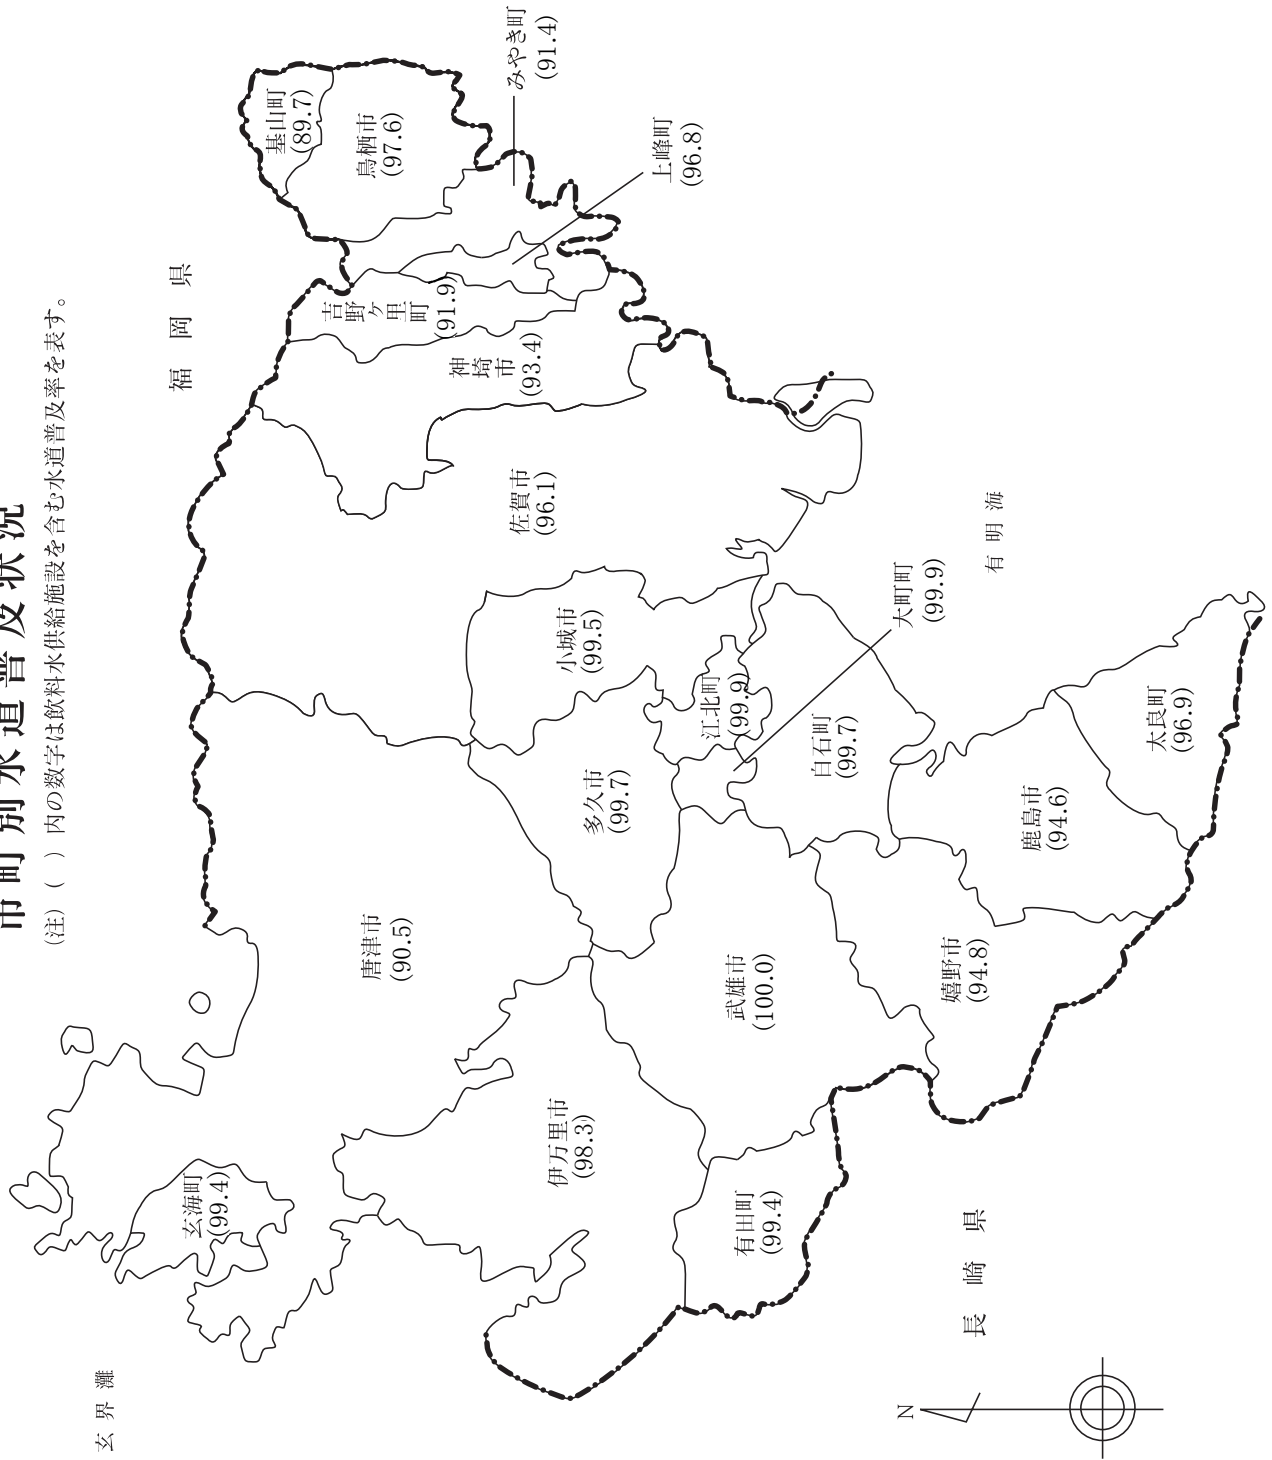 市町別水道普及状況
(注) ( ) 内の数字は飲料水供給施設を含む水道普及率を表す。
玄界灘
福岡県
みやき町
(91.4)
基山町
(89.7)
鳥栖市
(97.6)
上峰町
(96.8)
吉野ヶ里町
(91.9)
神埼市
(93.4)
佐賀市
(96.1)
唐津市
(90.5)
玄海町
(99.4)
小城市
(99.5)
多久市
(99.7)
伊万里市
(98.3)
江北町
(99.9)
大町町
(99.9)
白石町
(99.7)
武雄市
(100.0)
有田町
(99.4)
嬉野市
(94.8)
鹿島市
(94.6)
太良町
(96.9)
有明海
長崎県
N